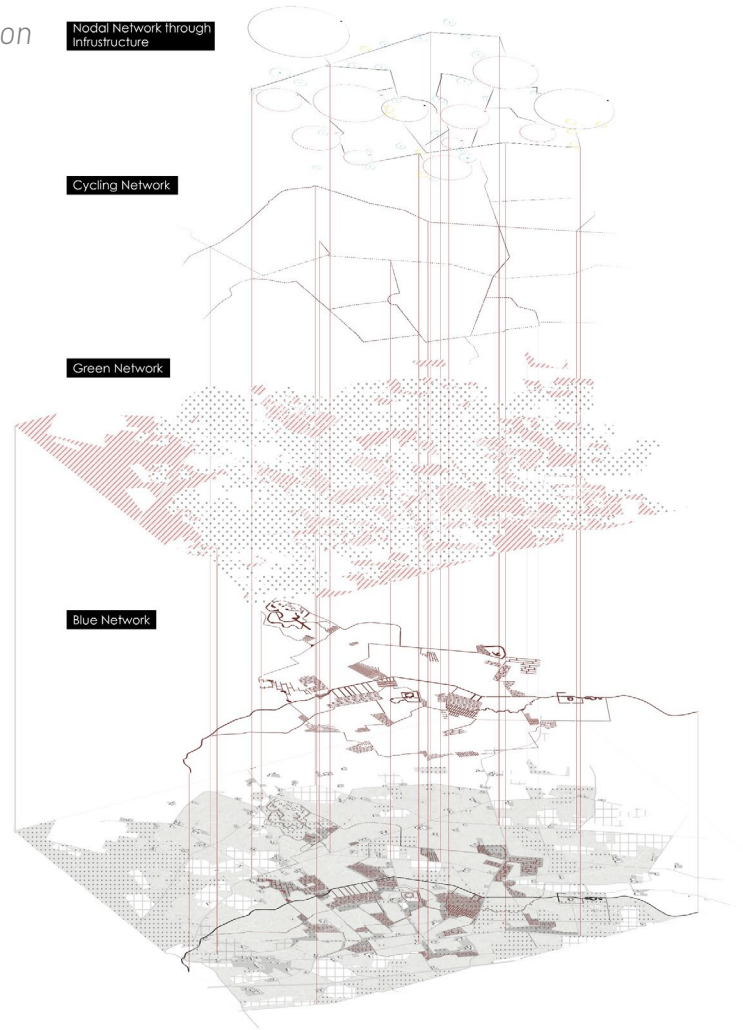 on
Nodal Network through
Infrustructure
Cycling Network
Green Network
Blue Network